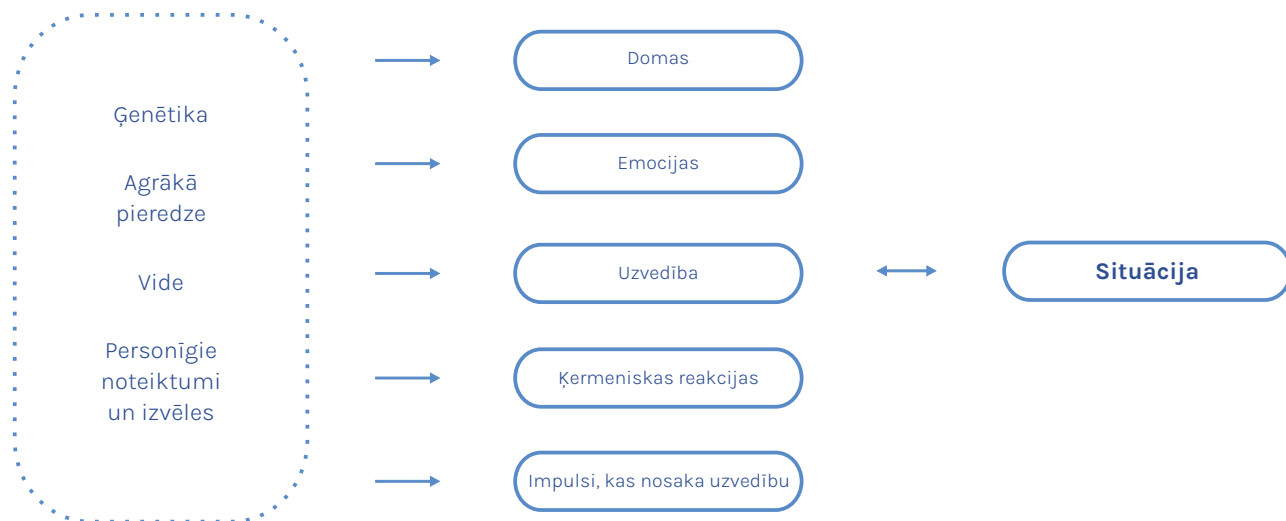 Ģenētika
Agrākā
pieredze
Vide
Personīgie
noteiktumi
un izvēles
Domas
Emocijas
Uzvedība
Ķermeniskas reakcijas
Impulsi, kas nosaka uzvedību
Situācija